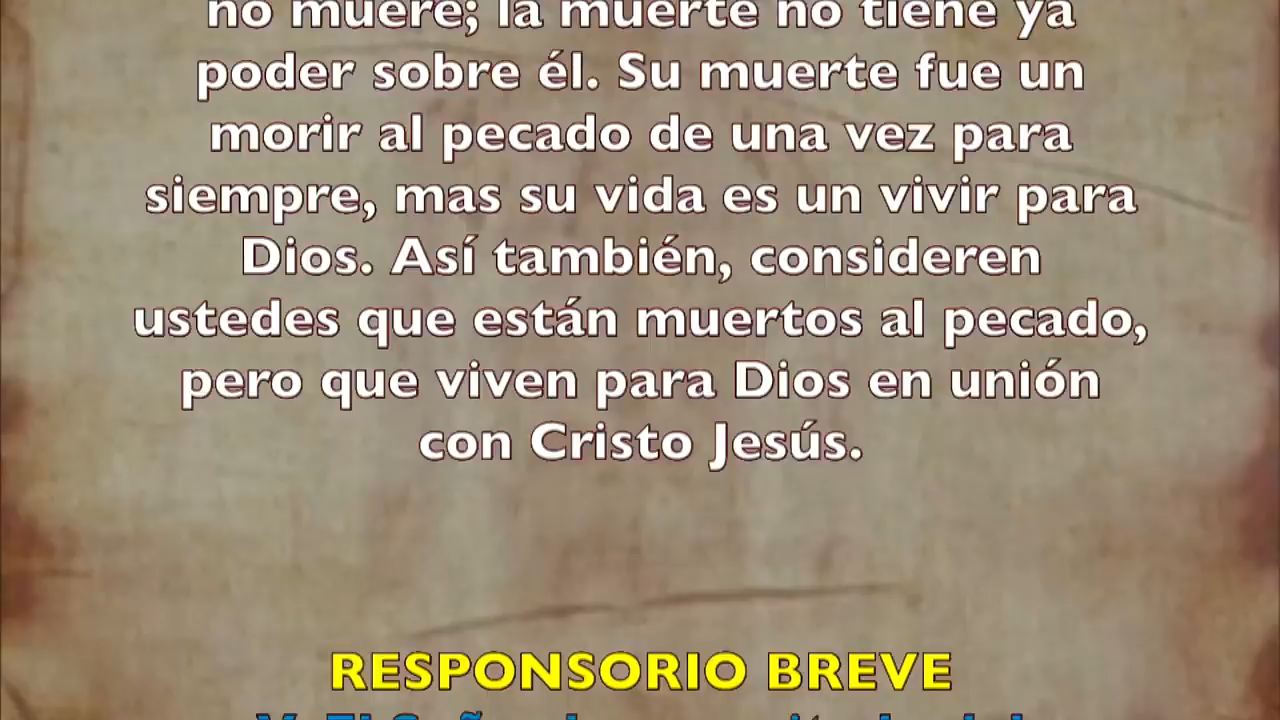 no muere; la muerte no tiene ya
poder sobre él. Su muerte fue un
morir al pecado de una vez para
siempre, mas su vida es un vivir para
Dios. Así también, consideren
ustedes que están muertos al pecado,
pero que viven para Dios en unión
con Cristo Jesús.
RESPONSORIO BREVE
V. El Señor